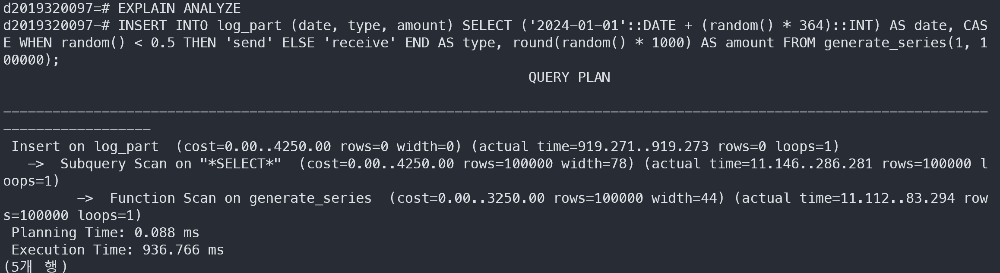 d2019320097=# EXPLAIN ANALYZE
d2019320097-# INSERT INTO log_part (date, type, amount) SELECT ('2024-01-01'::DATE + (random() * 364)::INT) AS date, CAS
E WHEN random() < 0.5 THEN 'send' ELSE 'receive' END AS type, round(random() * 1000) AS amount FROM generate_series(1, 1
00000);
QUERY PLAN
------------------------------------------------------------------------------------------------------------------------
------------------
Insert on log_part  (cost=0.00..4250.00 rows=0 width=0) (actual time=919.271..919.273 rows=0 loops=1)
->  Subquery Scan on "*SELECT*"  (cost=0.00..4250.00 rows=100000 width=78) (actual time=11.146..286.281 rows=100000 l
oops=1)
->  Function Scan on generate_series  (cost=0.00..3250.00 rows=100000 width=44) (actual time=11.112..83.294 row
s=100000 loops=1)
Planning Time: 0.088 ms
Execution Time: 936.766 ms
(5개 행)